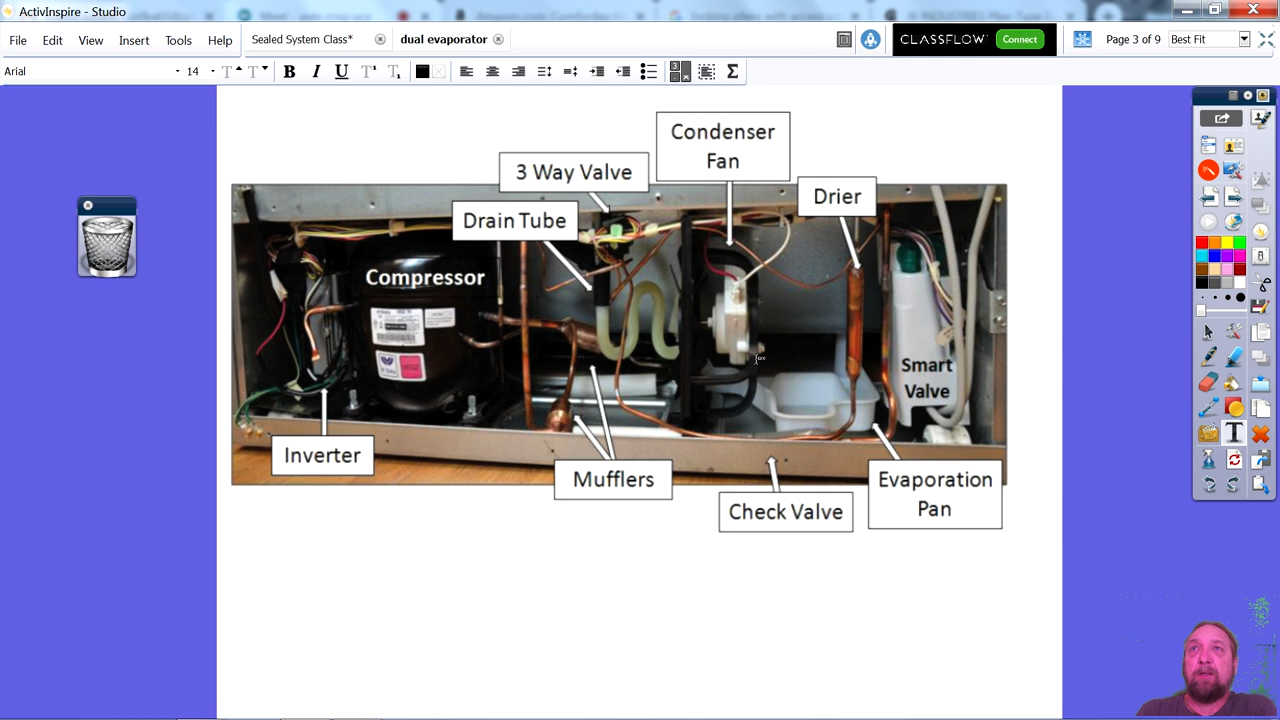 ActivInspire - Studio
File Edit View Insert Tools Help
Sealed System Class
dual evaporator
CLASSFLOW
Connect
Page 3 of 9
Best Fit
Arial
14
B I U
Condenser
Fan
3 Way Valve
Drain Tube
Drier
Compressor
Smart
Valve
Inverter
Mufflers
Check Valve
Evaporation
Pan